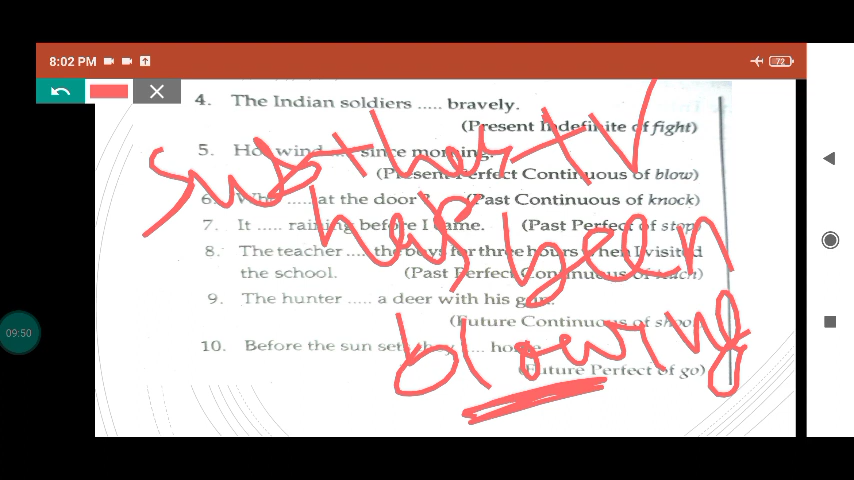 8:02 PM
72
4. The Indian soldiers ..... bravely.
(Present Indefinite of fight)
5. Hot wind .... since morning.
(Present Perfect Continuous of blow)
6. Who ..... at the door? (Past Continuous of knock)
7. It ..... raining before I came. (Past Perfect of stop)
8. The teacher .... the boys for three hours when I visited
the school. (Past Perfect Continuous of teach)
9. The hunter ..... a deer with his gun.
(Future Continuous of shoot)
10. Before the sun sets they .... home.
(Future Perfect of go)
Sub + has + V
has been
blowing
09:50